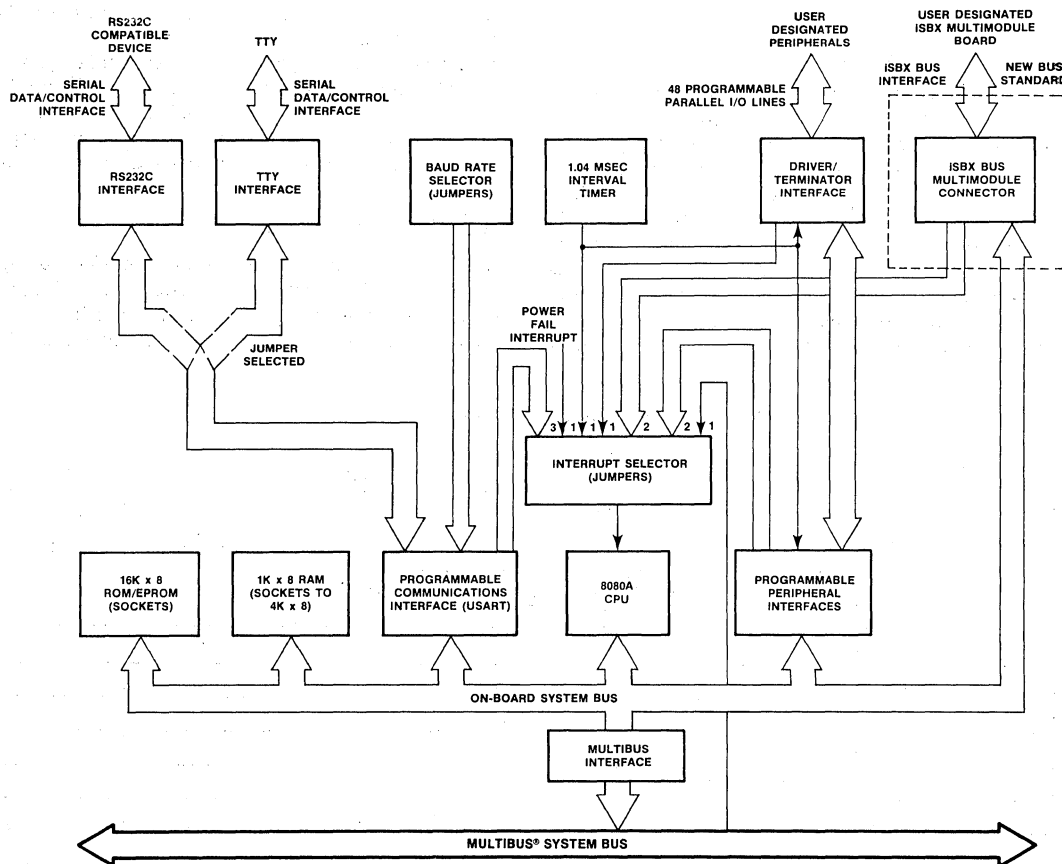 RS232C
COMPATIBLE
DEVICE
TTY
USER
DESIGNATED
PERIPHERALS
USER DESIGNATED
iSBX MULTIMODULE
BOARD
SERIAL
DATA/CONTROL
INTERFACE
SERIAL
DATA/CONTROL
INTERFACE
48 PROGRAMMABLE
PARALLEL I/O LINES
iSBX BUS
INTERFACE
NEW BUS
STANDARD
RS232C
INTERFACE
TTY
INTERFACE
BAUD RATE
SELECTOR
(JUMPERS)
1.04 MSEC
INTERVAL
TIMER
DRIVER/
TERMINATOR
INTERFACE
iSBX BUS
MULTIMODULE
CONNECTOR
POWER
FAIL
INTERRUPT
JUMPER
SELECTED
3 1 1 1 2 2 1
INTERRUPT SELECTOR
(JUMPERS)
16K x 8
ROM/EPROM
(SOCKETS)
1K x 8 RAM
(SOCKETS TO
4K x 8)
PROGRAMMABLE
COMMUNICATIONS
INTERFACE (USART)
8080A
CPU
PROGRAMMABLE
PERIPHERAL
INTERFACES
ON-BOARD SYSTEM BUS
MULTIBUS
INTERFACE
MULTIBUS® SYSTEM BUS